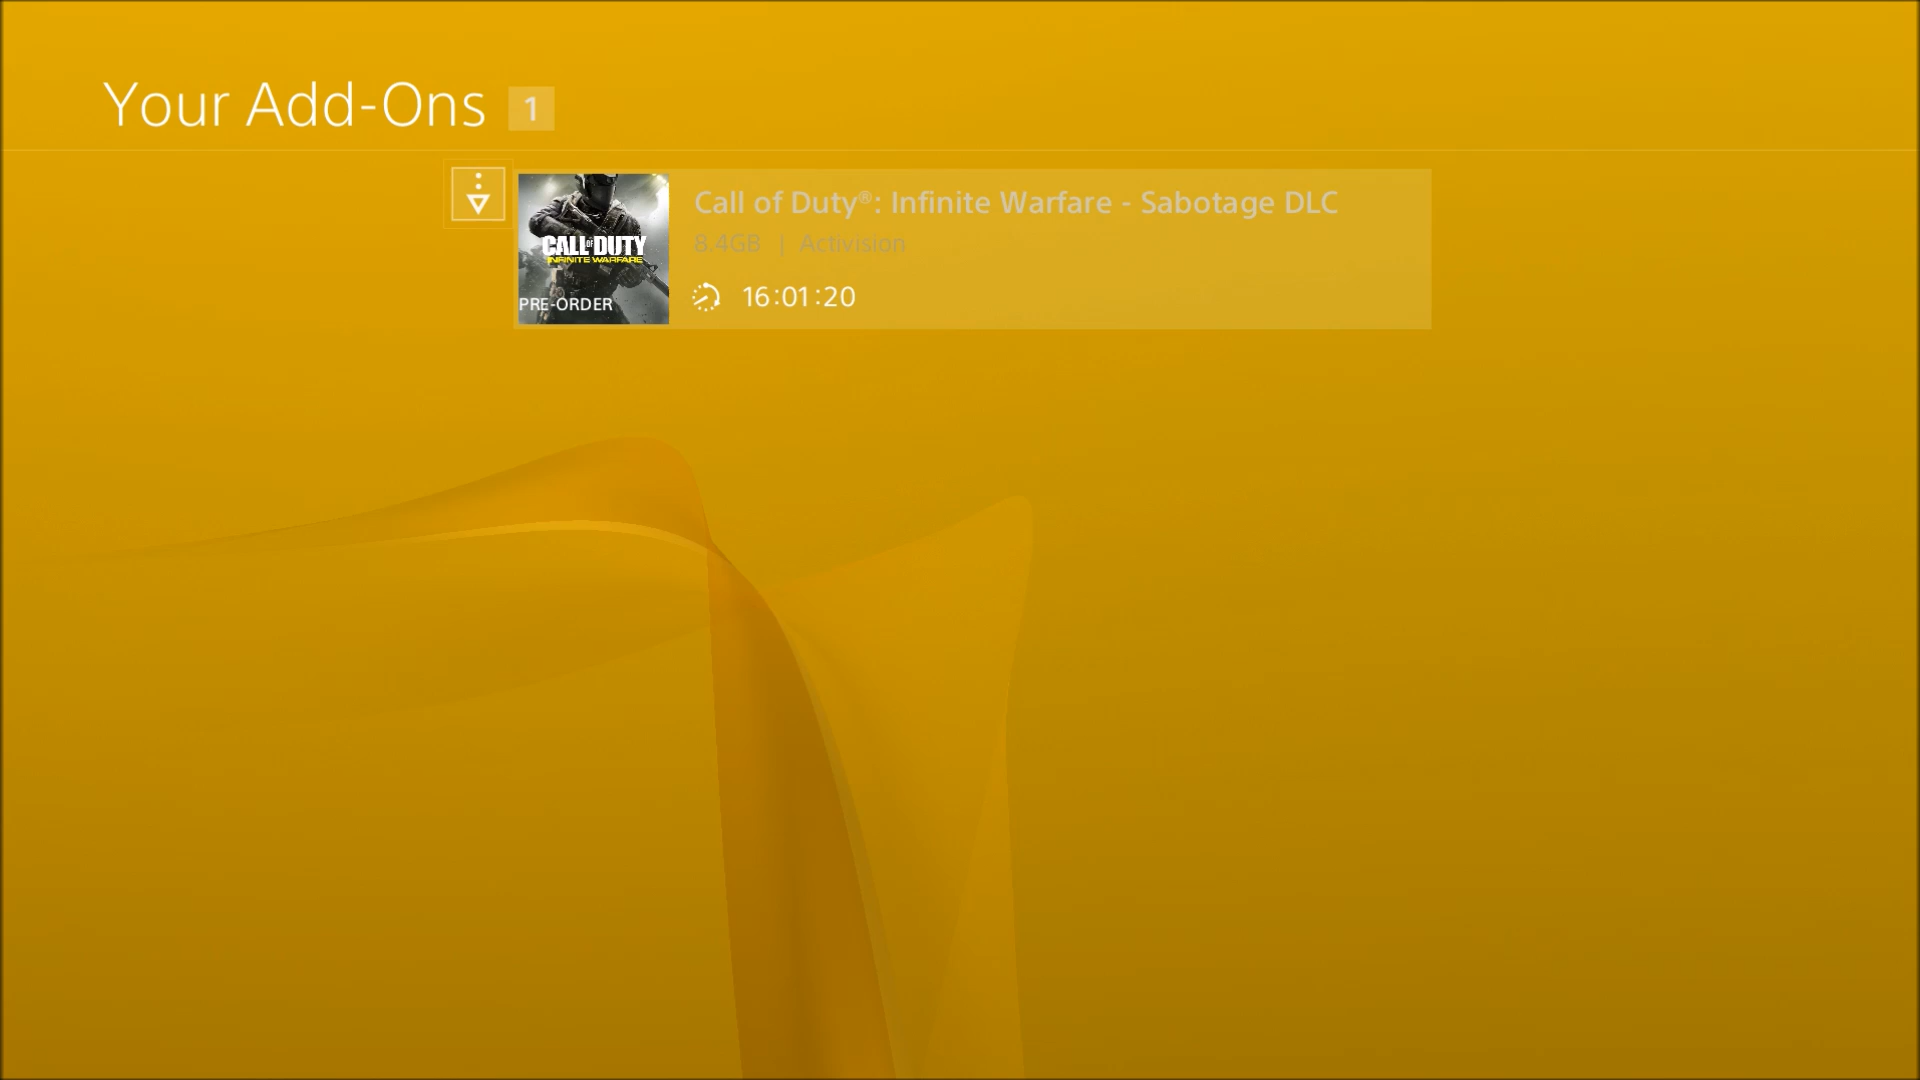 Your Add-Ons 1
Call of Duty®: Infinite Warfare - Sabotage DLC
8.4GB | Activision
CALL OF DUTY
INFINITE WARFARE
PRE-ORDER
16:01:20